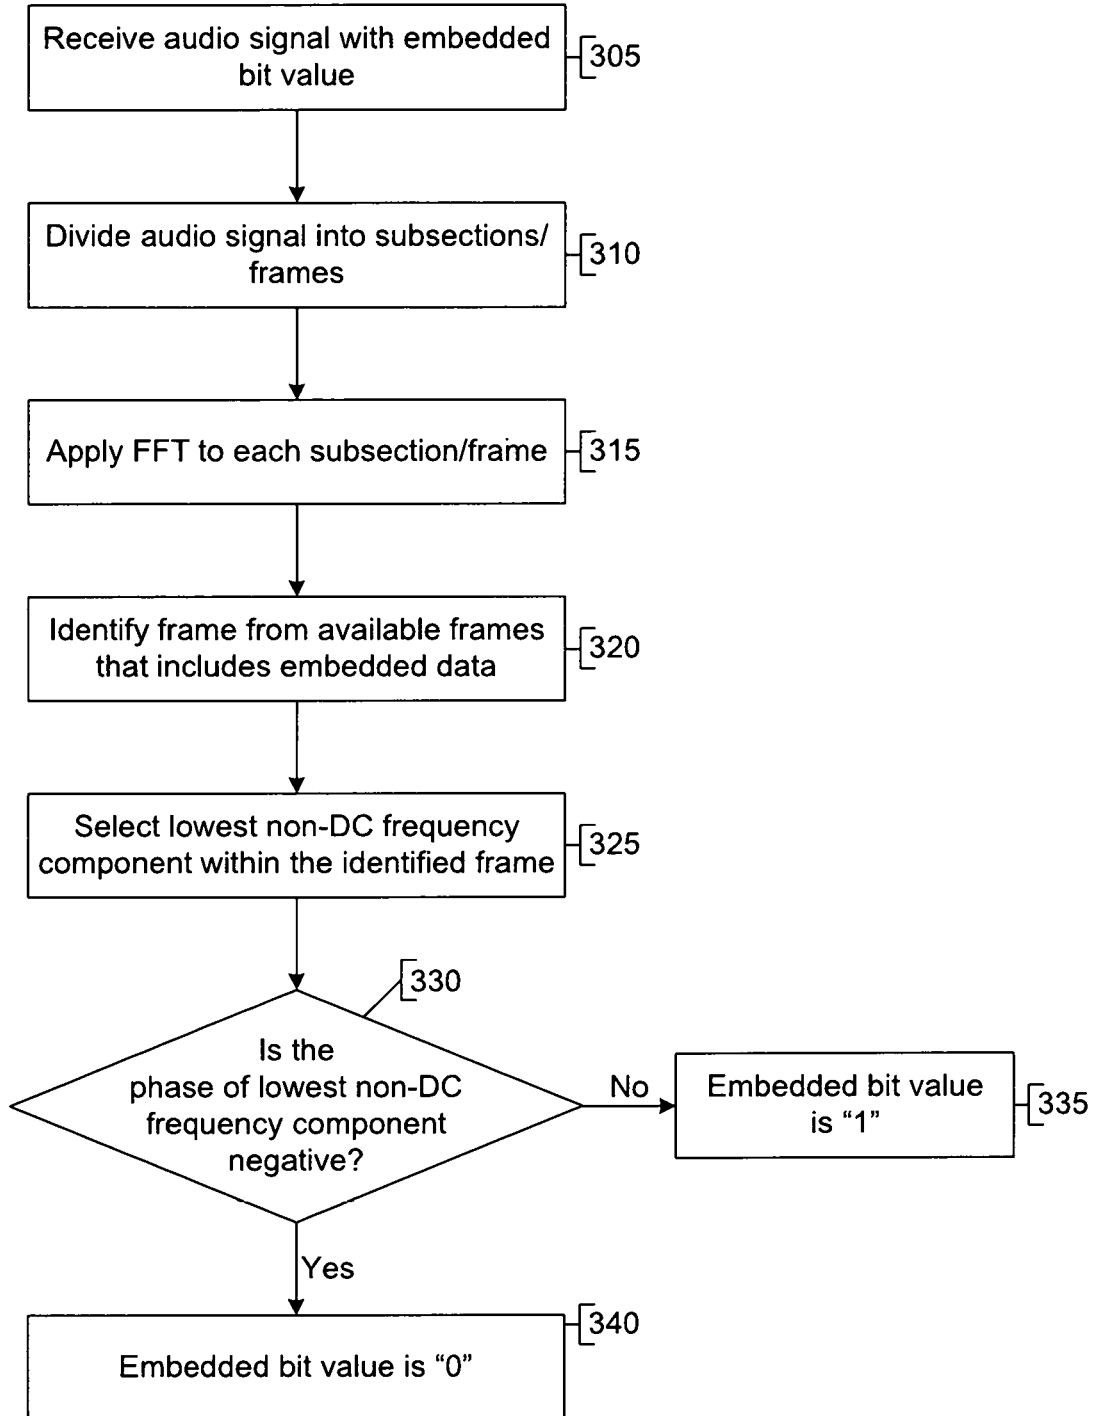 Receive audio signal with embedded
bit value
305
Divide audio signal into subsections/
frames
310
Apply FFT to each subsection/frame
315
Identify frame from available frames
that includes embedded data
320
Select lowest non-DC frequency
component within the identified frame
325
330
Is the
phase of lowest non-DC
frequency component
negative?
No
Embedded bit value
is “1”
335
Yes
340
Embedded bit value is “0”